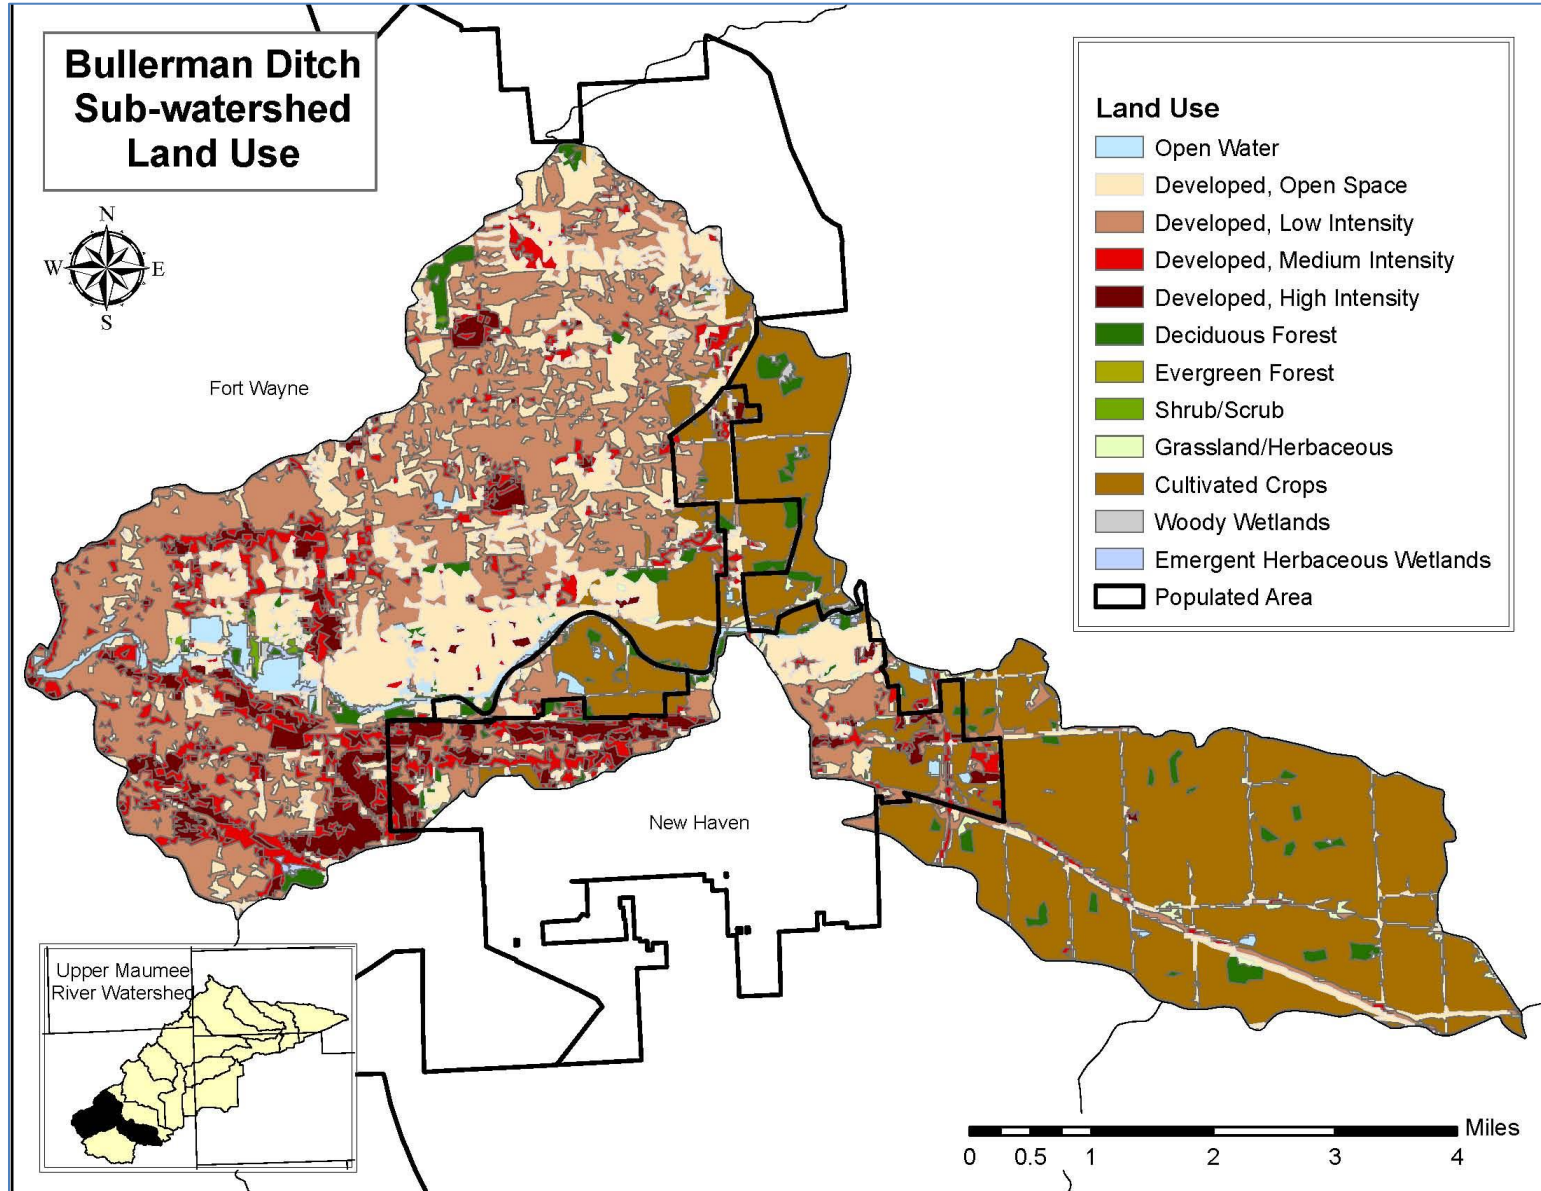 Bullerman Ditch
Sub-watershed
Land Use
N
W E
S
Fort Wayne
New Haven
Land Use
Open Water
Developed, Open Space
Developed, Low Intensity
Developed, Medium Intensity
Developed, High Intensity
Deciduous Forest
Evergreen Forest
Shrub/Scrub
Grassland/Herbaceous
Cultivated Crops
Woody Wetlands
Emergent Herbaceous Wetlands
Populated Area
Upper Maumee
River Watershed
Miles
0 0.5 1 2 3 4